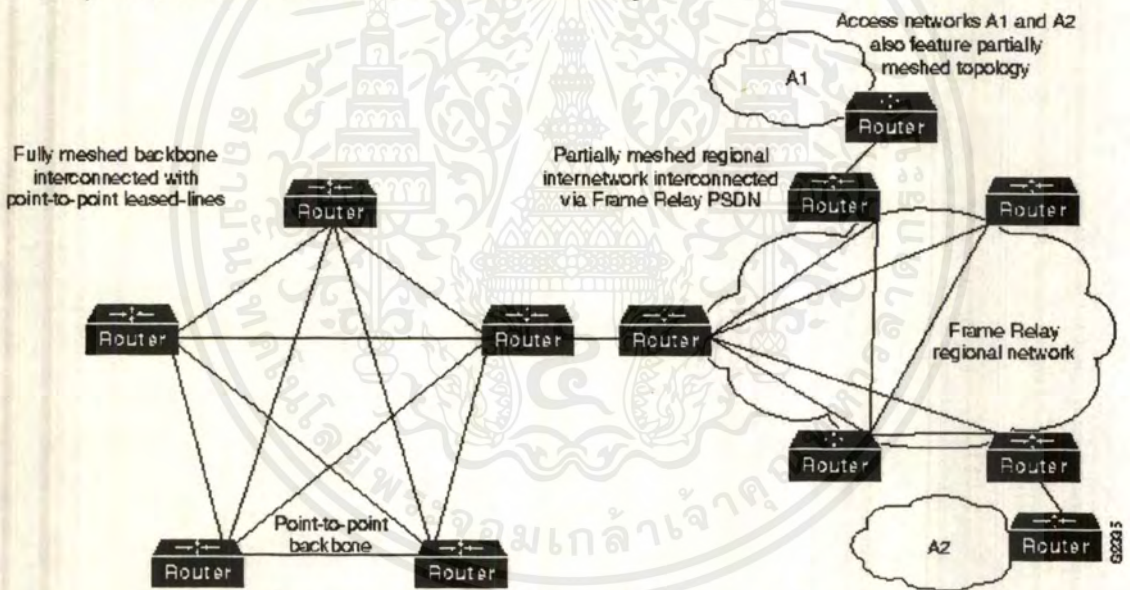 Access networks A1 and A2
also feature partially
meshed topology
A1
Router
Fully meshed backbone
interconnected with
point-to-point leased-lines
Partially meshed regional
internetwork interconnected
via Frame Relay PSDN
Router
Router
Router
Router
Router
Router
Frame Relay
regional network
Router
Router
Point-to-point
backbone
Router
Router
A2
Router